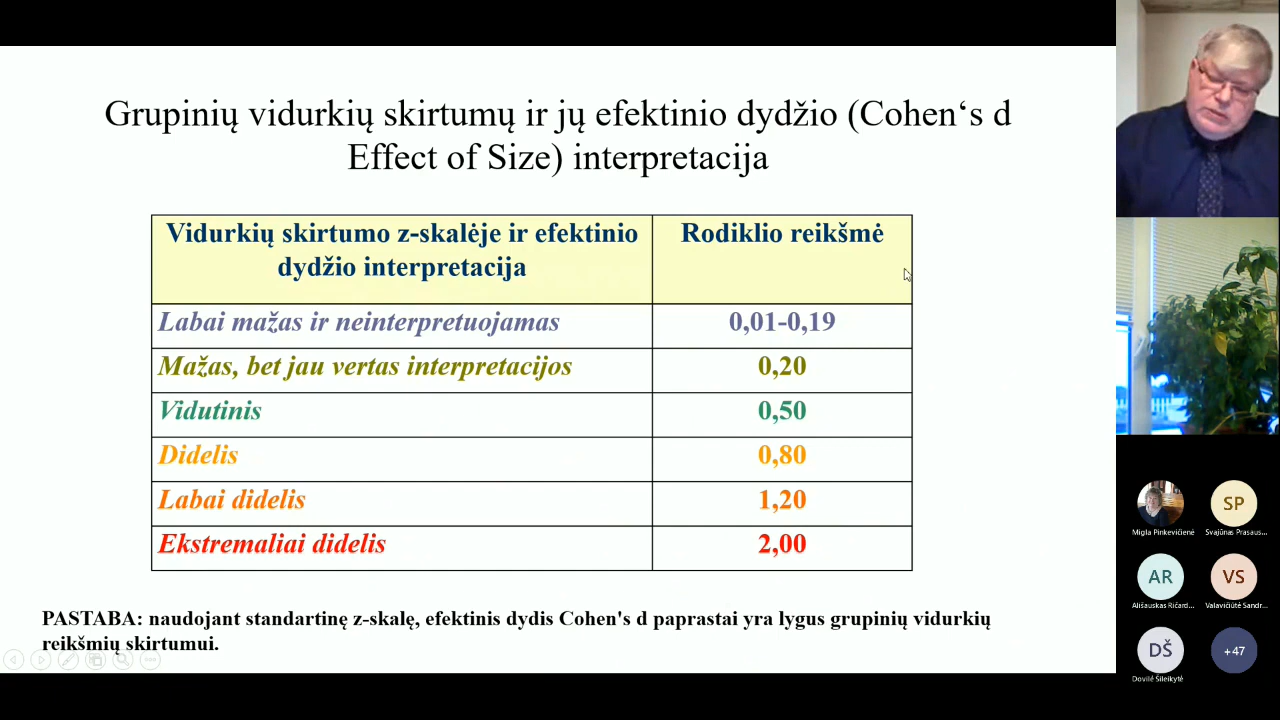 Grupinių vidurkių skirtumų ir jų efektinio dydžio (Cohen‘s d
Effect of Size) interpretacija
Vidurkių skirtumo z-skalėje ir efektinio
dydžio interpretacija
Rodiklio reikšmė
Labai mažas ir neinterpretuojamas
0,01-0,19
Mažas, bet jau vertas interpretacijos
0,20
Vidutinis
0,50
Didelis
0,80
Labai didelis
1,20
Ekstremaliai didelis
2,00
PASTABA: naudojant standartinę z-skalę, efektinis dydis Cohen's d paprastai yra lygus grupinių vidurkių
reikšmių skirtumui.
SP
Migla Pinkevičienė
Svajūnas Prasaus...
AR
VS
Ališauskas Ričard...
Valavičiūtė Sandr...
DŠ
+47
Dovilė Šileikytė